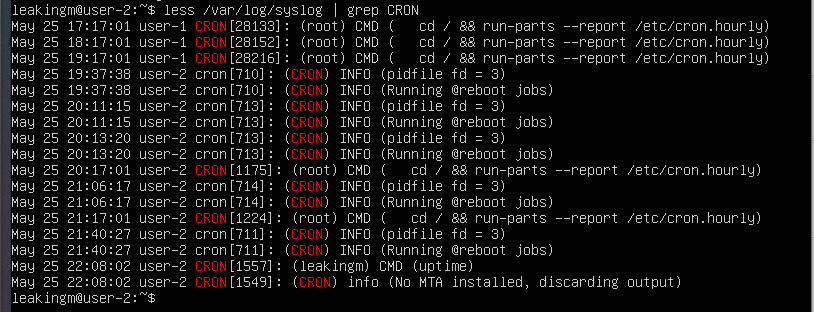 leakingm@user-2:~$ less /var/log/syslog | grep CRON
May 25 17:17:01 user-1 CRON[28133]: (root) CMD (   cd / && run-parts --report /etc/cron.hourly)
May 25 18:17:01 user-1 CRON[28152]: (root) CMD (   cd / && run-parts --report /etc/cron.hourly)
May 25 19:17:01 user-1 CRON[28216]: (root) CMD (   cd / && run-parts --report /etc/cron.hourly)
May 25 19:37:38 user-2 cron[710]: (CRON) INFO (pidfile fd = 3)
May 25 19:37:38 user-2 cron[710]: (CRON) INFO (Running @reboot jobs)
May 25 20:11:15 user-2 cron[713]: (CRON) INFO (pidfile fd = 3)
May 25 20:11:15 user-2 cron[713]: (CRON) INFO (Running @reboot jobs)
May 25 20:13:20 user-2 cron[713]: (CRON) INFO (pidfile fd = 3)
May 25 20:13:20 user-2 cron[713]: (CRON) INFO (Running @reboot jobs)
May 25 20:17:01 user-2 CRON[1175]: (root) CMD (   cd / && run-parts --report /etc/cron.hourly)
May 25 21:06:17 user-2 cron[714]: (CRON) INFO (pidfile fd = 3)
May 25 21:06:17 user-2 cron[714]: (CRON) INFO (Running @reboot jobs)
May 25 21:17:01 user-2 CRON[1224]: (root) CMD (   cd / && run-parts --report /etc/cron.hourly)
May 25 21:40:27 user-2 cron[711]: (CRON) INFO (pidfile fd = 3)
May 25 21:40:27 user-2 cron[711]: (CRON) INFO (Running @reboot jobs)
May 25 22:08:02 user-2 CRON[1557]: (leakingm) CMD (uptime)
May 25 22:08:02 user-2 CRON[1549]: (CRON) info (No MTA installed, discarding output)
leakingm@user-2:~$